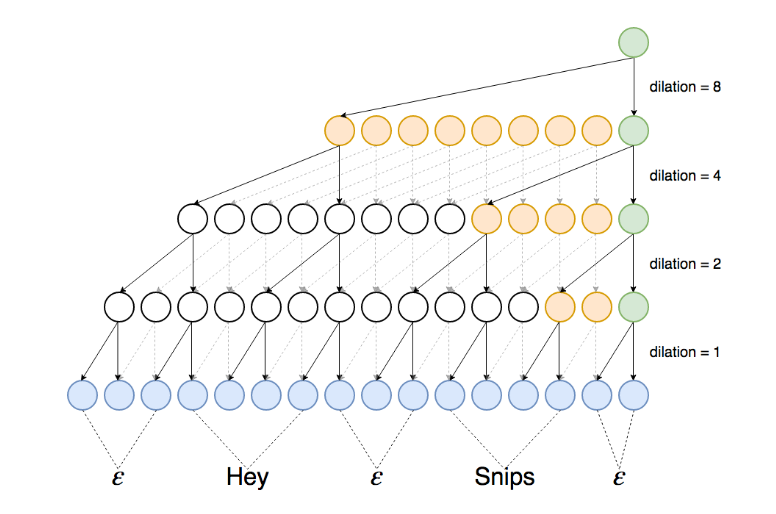 dilation = 8
dilation = 4
dilation = 2
dilation = 1
ε Hey ε Snips ε